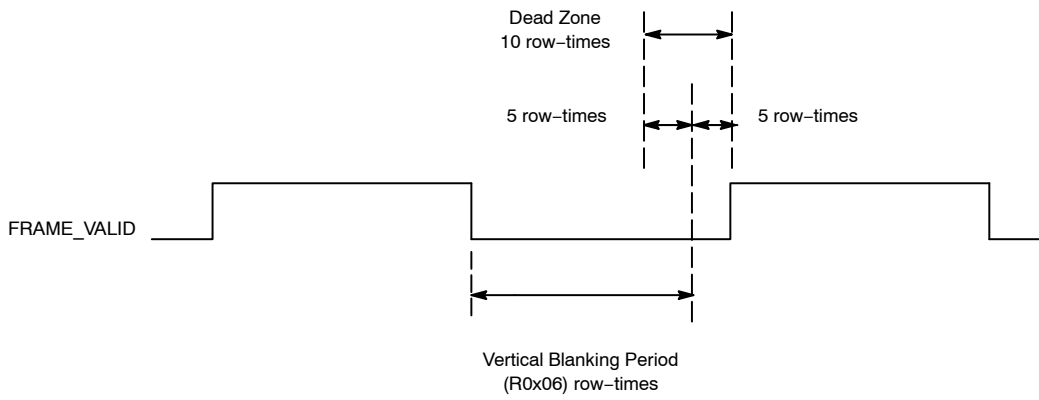 Dead Zone
10 row−times
5 row−times
5 row−times
FRAME_VALID
Vertical Blanking Period
(R0x06) row−times